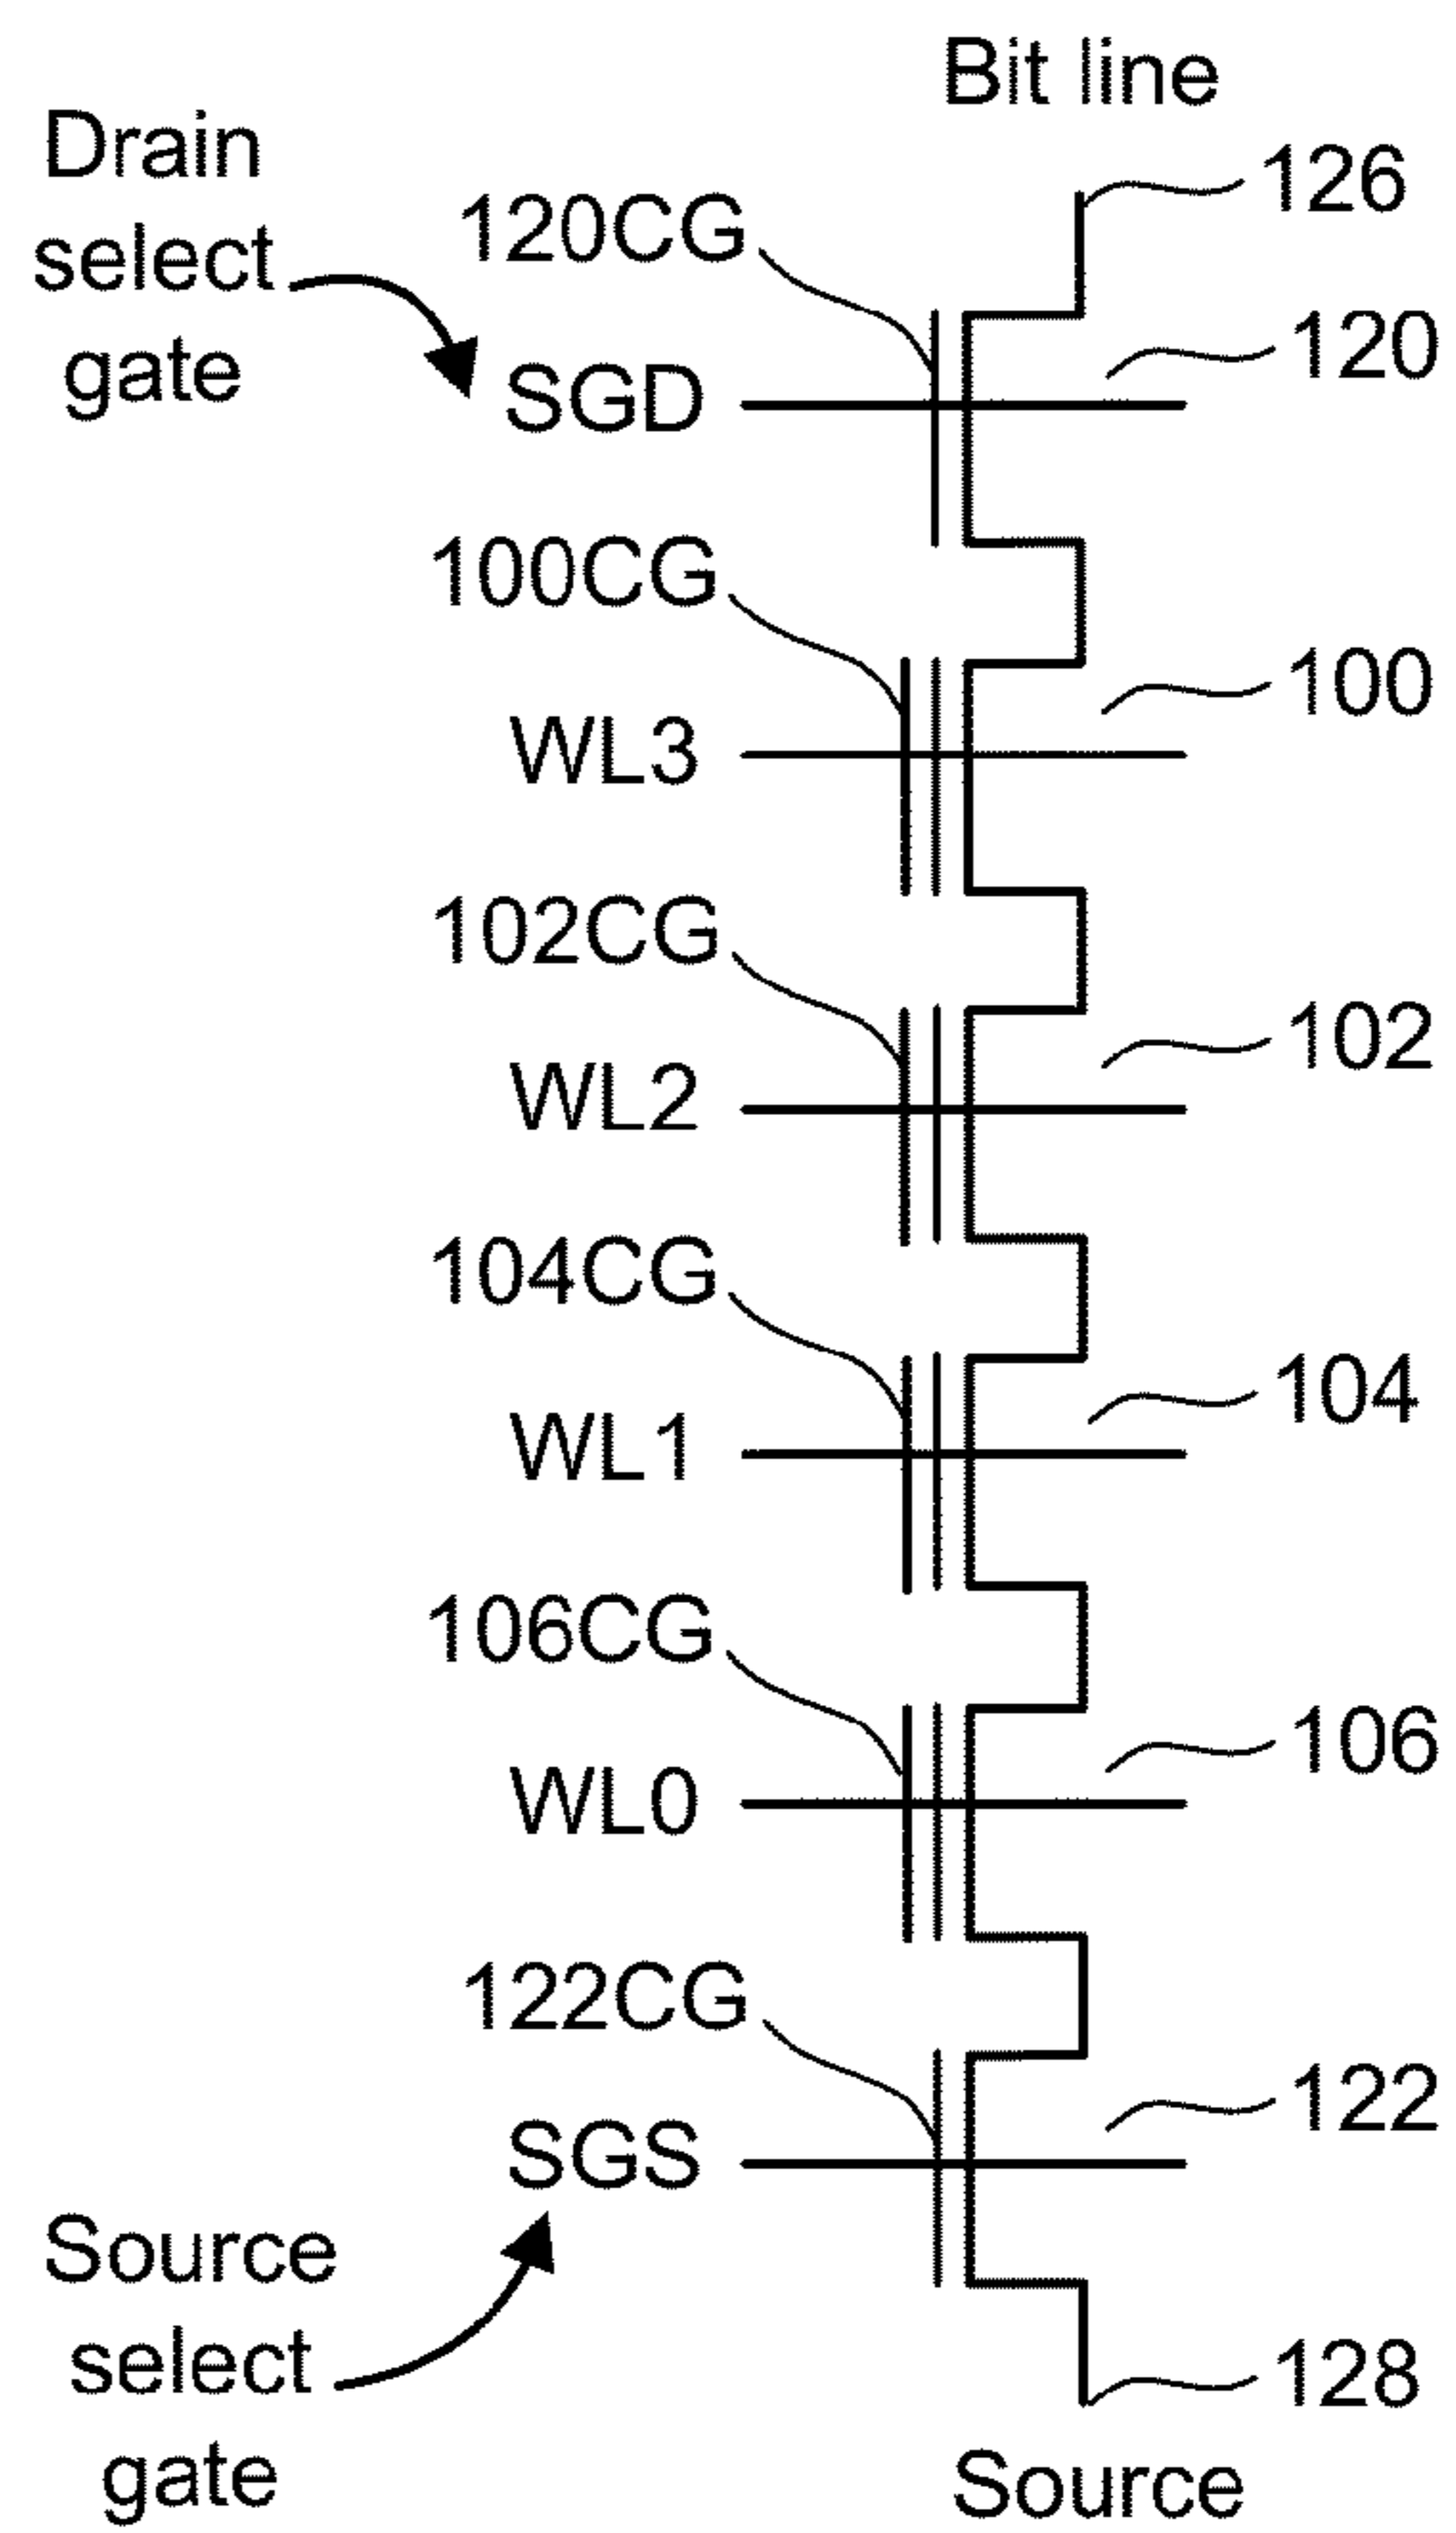 Bit line
126
Drain
select
gate
120CG
120
SGD
100CG
100
WL3
102CG
102
WL2
104CG
104
WL1
106CG
106
WL0
122CG
122
SGS
Source
select
gate
128
Source